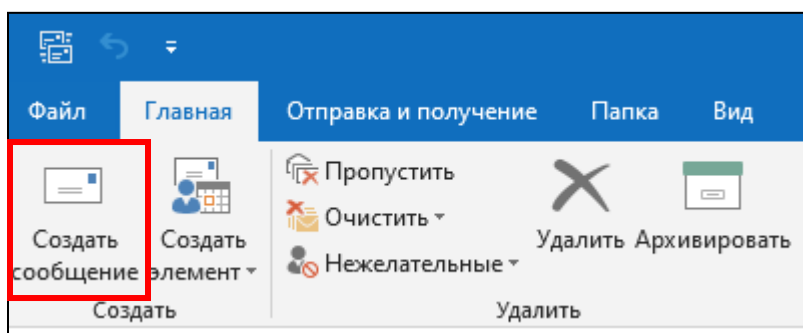 Файл Главная Отправка и получение Папка Вид
Создать сообщение
Создать элемент
Пропустить
Очистить
Нежелательные
Удалить
Архивировать
Создать
Удалить